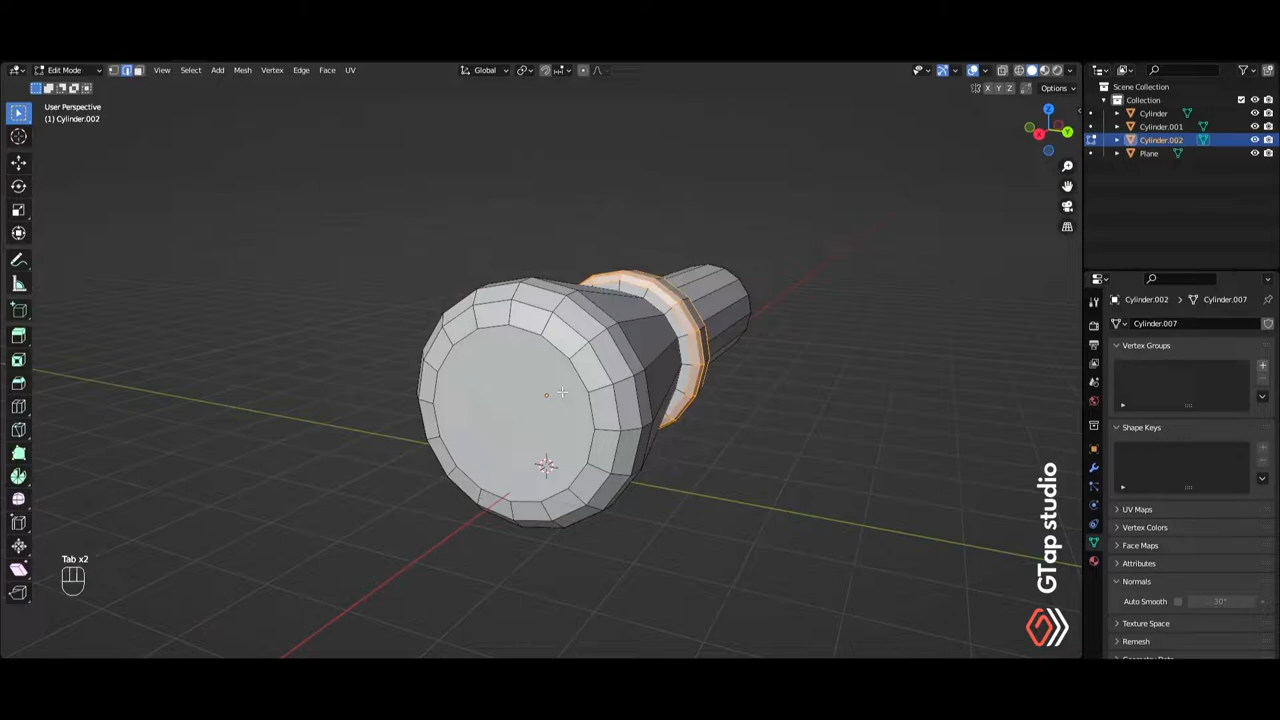 Edit Mode View Select Add Mesh Vertex Edge Face UV Global
Options
User Perspective
(1) Cylinder.002
X Y Z
Z
Y
X
Scene Collection
Collection
Cylinder
Cylinder.001
Cylinder.002
Plane
Cylinder.002 Cylinder.007
Cylinder.007
Vertex Groups
Shape Keys
UV Maps
Vertex Colors
Face Maps
Attributes
Normals
Auto Smooth 30°
Texture Space
Remesh
Geometry Data
Tab x2
GTap studio